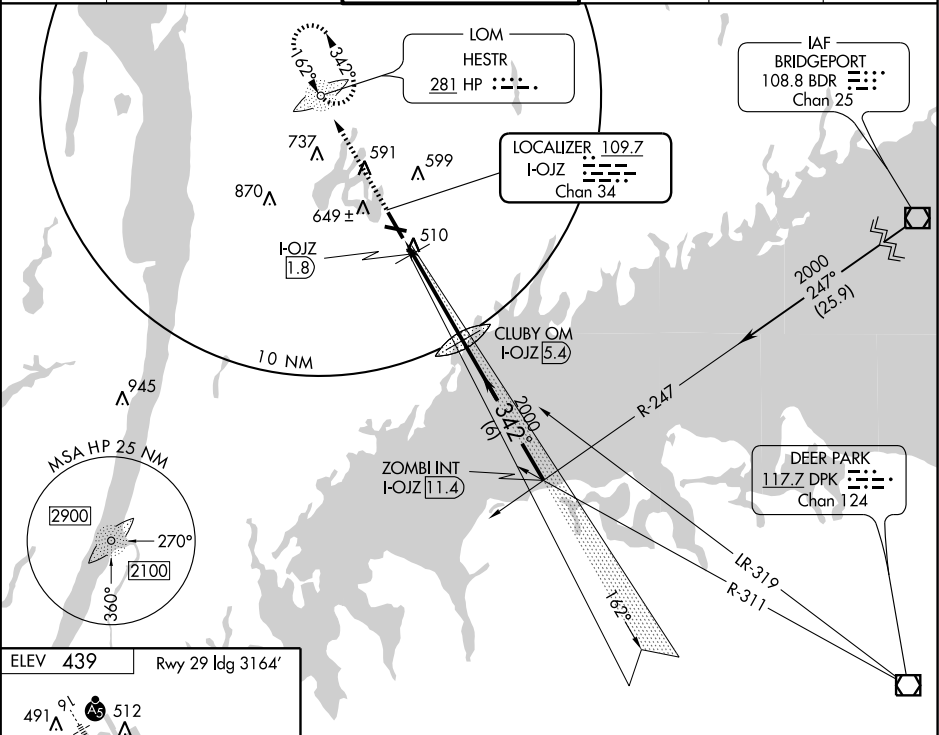 LOM
HESTR
281 HP
162°
342°
IAF
BRIDGEPORT
108.8 BDR
Chan 25
LOCALIZER 109.7
I-OJZ
Chan 34
737
591
599
870
649 ±
510
I-OJZ
1.8
2000
247°
(25.9)
CLUBY OM
I-OJZ 5.4
10 NM
945
R-247
2000
342°
(6)
MSA HP 25 NM
2900
270°
2100
360°
ZOMBI INT
I-OJZ 11.4
DEER PARK
117.7 DPK
Chan 124
LR-319
R-311
162°
ELEV 439
Rwy 29 ldg 3164'
491
16
A5
512